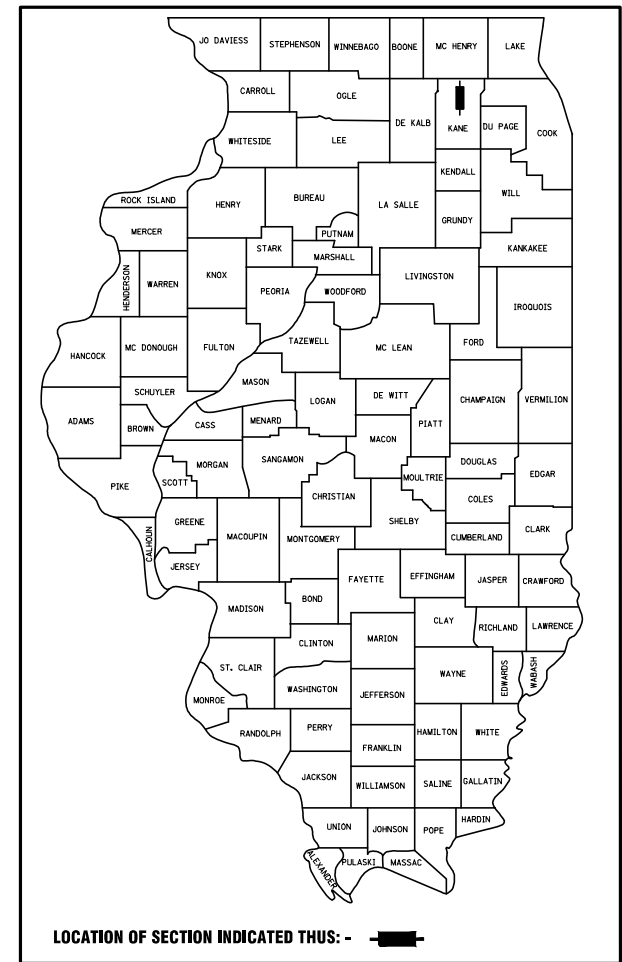 JO DAVIESS STEPHENSON WINNEBAGO BOONE MC HENRY LAKE
CARROLL OGLE DE KALB KANE DU PAGE COOK
WHITESIDE LEE
KENDALL
ROCK ISLAND HENRY BUREAU LA SALLE WILL
MERCER PUTNAM GRUNDY
STARK MARSHALL KANKAKEE
HENDERSON WARREN KNOX PEORIA WOODFORD LIVINGSTON
IROQUOIS
HANCOCK MC DONOUGH FULTON TAZEWELL MC LEAN FORD
MASON
SCHUYLER LOGAN DE WITT CHAMPAIGN VERMILION
ADAMS BROWN CASS MENARD MACON PIATT
MORGAN SANGAMON DOUGLAS
PIKE SCOTT CHRISTIAN MOULTRIE EDGAR
COLES
GREENE SHELBY
CALHOUN MACOUPIN MONTGOMERY CUMBERLAND CLARK
JERSEY FAYETTE EFFINGHAM JASPER CRAWFORD
MADISON BOND
CLAY RICHLAND LAWRENCE
CLINTON MARION
ST. CLAIR WAYNE EDWARDS WABASH
WASHINGTON JEFFERSON
MONROE
RANDOLPH PERRY HAMILTON WHITE
FRANKLIN
JACKSON WILLIAMSON SALINE GALLATIN
UNION JOHNSON POPE HARDIN
ALEXANDER PULASKI MASSAC
LOCATION OF SECTION INDICATED THUS: -